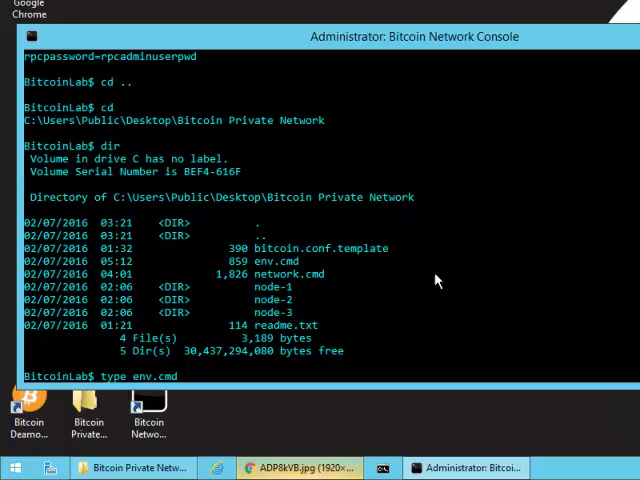 Google
Chrome
Administrator: Bitcoin Network Console
rpcpassword=rpcadminuserpwd
BitcoinLab$ cd ..
BitcoinLab$ cd
C:\Users\Public\Desktop\Bitcoin Private Network
BitcoinLab$ dir
Volume in drive C has no label.
Volume Serial Number is BEF4-616F
Directory of C:\Users\Public\Desktop\Bitcoin Private Network
02/07/2016 03:21 <DIR> .
02/07/2016 03:21 <DIR> ..
02/07/2016 01:32 390 bitcoin.conf.template
02/07/2016 05:12 859 env.cmd
02/07/2016 04:01 1,826 network.cmd
02/07/2016 02:06 <DIR> node-1
02/07/2016 02:06 <DIR> node-2
02/07/2016 02:06 <DIR> node-3
02/07/2016 01:21 114 readme.txt
4 File(s) 3,189 bytes
5 Dir(s) 30,437,294,080 bytes free
BitcoinLab$ type env.cmd
Bitcoin
Deamo...
Bitcoin
Private...
Bitcoin
Netwo...
Bitcoin Private Netw...
ADP8kVB.jpg (1920×...
Administrator: Bitcoi...